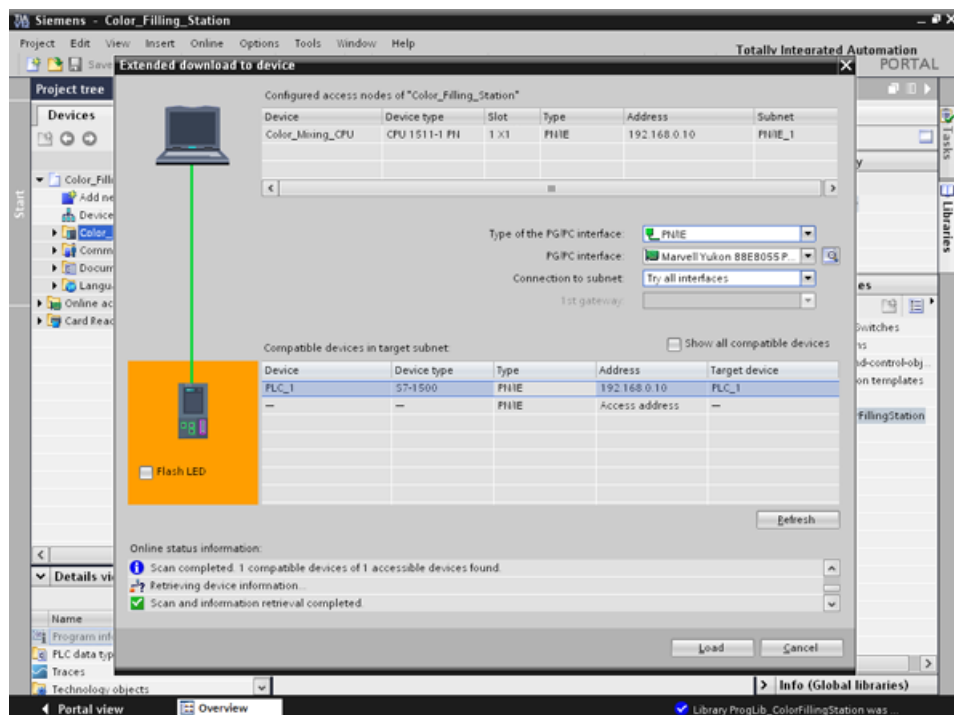 Siemens - Color_Filling_Station
Project Edit View Insert Online Options Tools Window Help
Totally Integrated Automation
PORTAL
Save
Extended download to device
Project tree
Devices
Start
Color_Filli
Add ne
Device
Color_
Comm
Docum
Langu
Online ac
Card Reac
Configured access nodes of "Color_Filling_Station"
Device Device type Slot Type Address Subnet
Color_Mixing_CPU CPU 1511-1 PN 1 X1 PN/IE 192.168.0.10 PN/IE_1
Type of the PG/PC interface: PN/IE
PG/PC interface: Marvell Yukon 88E8055 P...
Connection to subnet: Try all interfaces
1st gateway:
Compatible devices in target subnet:
Show all compatible devices
Device Device type Type Address Target device
PLC_1 S7-1500 PN/IE 192.168.0.10 PLC_1
— — PN/IE Access address —
Flash LED
Refresh
Online status information:
Scan completed. 1 compatible devices of 1 accessible devices found.
Retrieving device information...
Scan and information retrieval completed.
Load Cancel
Tasks
Libraries
y
es
Switches
ns
nd-control-obj...
on templates
rFillingStation
Details vi
Name
Program info
PLC data typ
Traces
Technology objects
Info (Global libraries)
Portal view
Overview
Library ProgLib_ColorFillingStation was ...